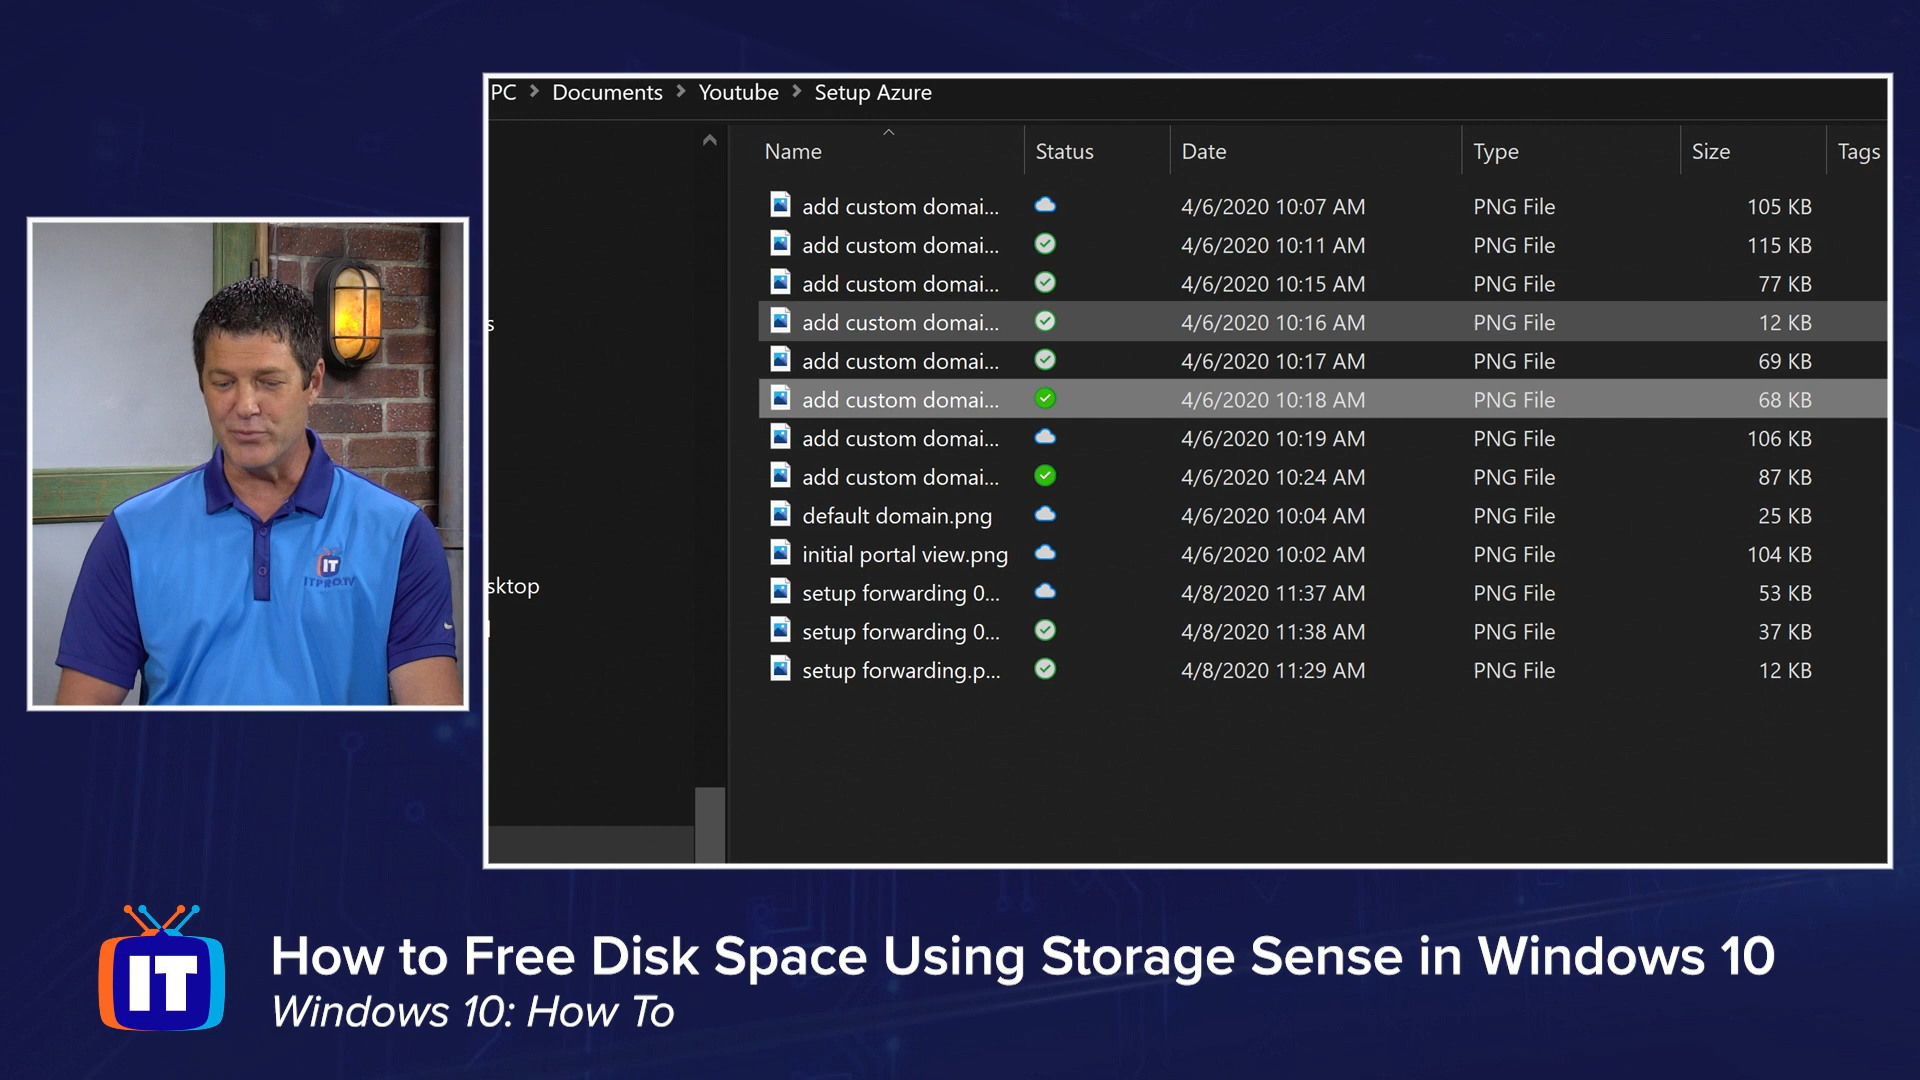 PC > Documents > Youtube > Setup Azure
Name Status Date Type Size Tags
add custom domai... 4/6/2020 10:07 AM PNG File 105 KB
add custom domai... 4/6/2020 10:11 AM PNG File 115 KB
add custom domai... 4/6/2020 10:15 AM PNG File 77 KB
s
add custom domai... 4/6/2020 10:16 AM PNG File 12 KB
add custom domai... 4/6/2020 10:17 AM PNG File 69 KB
add custom domai... 4/6/2020 10:18 AM PNG File 68 KB
add custom domai... 4/6/2020 10:19 AM PNG File 106 KB
add custom domai... 4/6/2020 10:24 AM PNG File 87 KB
default domain.png 4/6/2020 10:04 AM PNG File 25 KB
initial portal view.png 4/6/2020 10:02 AM PNG File 104 KB
sktop
setup forwarding 0... 4/8/2020 11:37 AM PNG File 53 KB
setup forwarding 0... 4/8/2020 11:38 AM PNG File 37 KB
setup forwarding.p... 4/8/2020 11:29 AM PNG File 12 KB
IT
ITPRO.TV
IT
How to Free Disk Space Using Storage Sense in Windows 10
Windows 10: How To